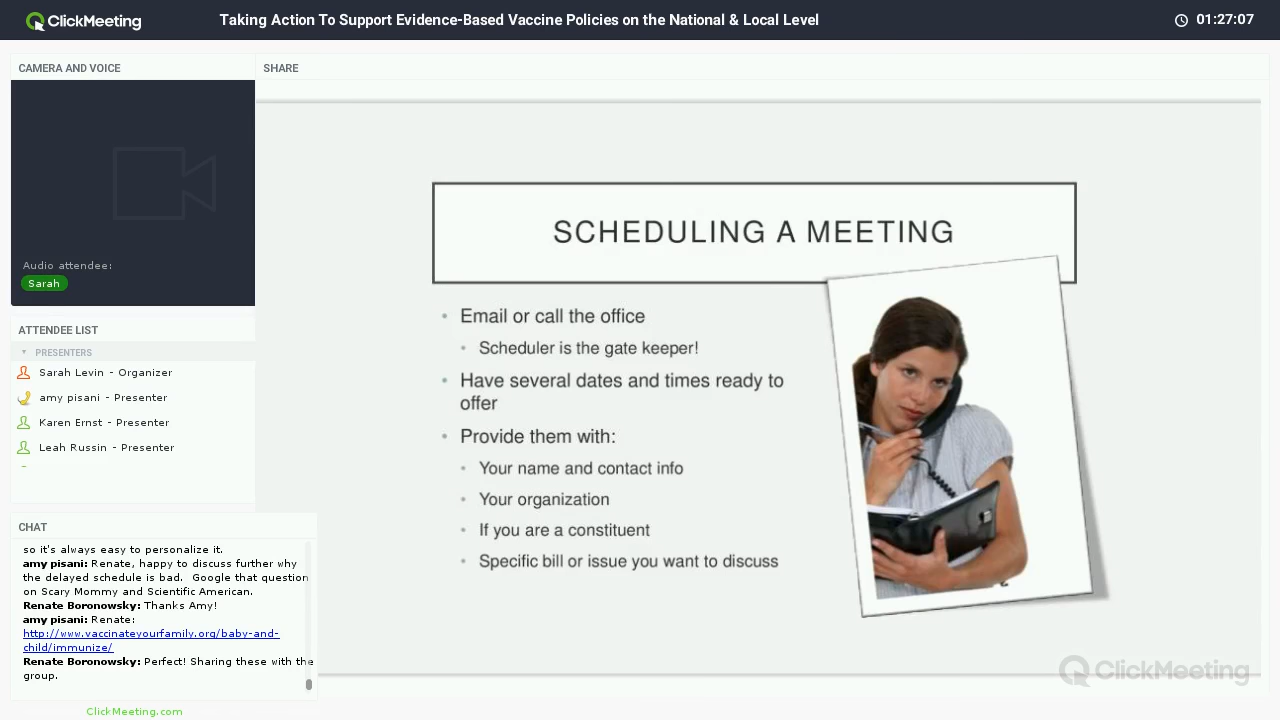 ClickMeeting
Taking Action To Support Evidence-Based Vaccine Policies on the National & Local Level
01:27:07
CAMERA AND VOICE
Audio attendee:
Sarah
ATTENDEE LIST
PRESENTERS
Sarah Levin - Organizer
amy pisani - Presenter
Karen Ernst - Presenter
Leah Russin - Presenter
CHAT
so it's always easy to personalize it.
amy pisani: Renate, happy to discuss further why
the delayed schedule is bad. Google that question
on Scary Mommy and Scientific American.
Renate Boronowsky: Thanks Amy!
amy pisani: Renate:
http://www.vaccinateyourfamily.org/baby-and-
child/immunize/
Renate Boronowsky: Perfect! Sharing these with the
group.
ClickMeeting.com
SHARE
SCHEDULING A MEETING
• Email or call the office
• Scheduler is the gate keeper!
• Have several dates and times ready to
offer
• Provide them with:
• Your name and contact info
• Your organization
• If you are a constituent
• Specific bill or issue you want to discuss
ClickMeeting